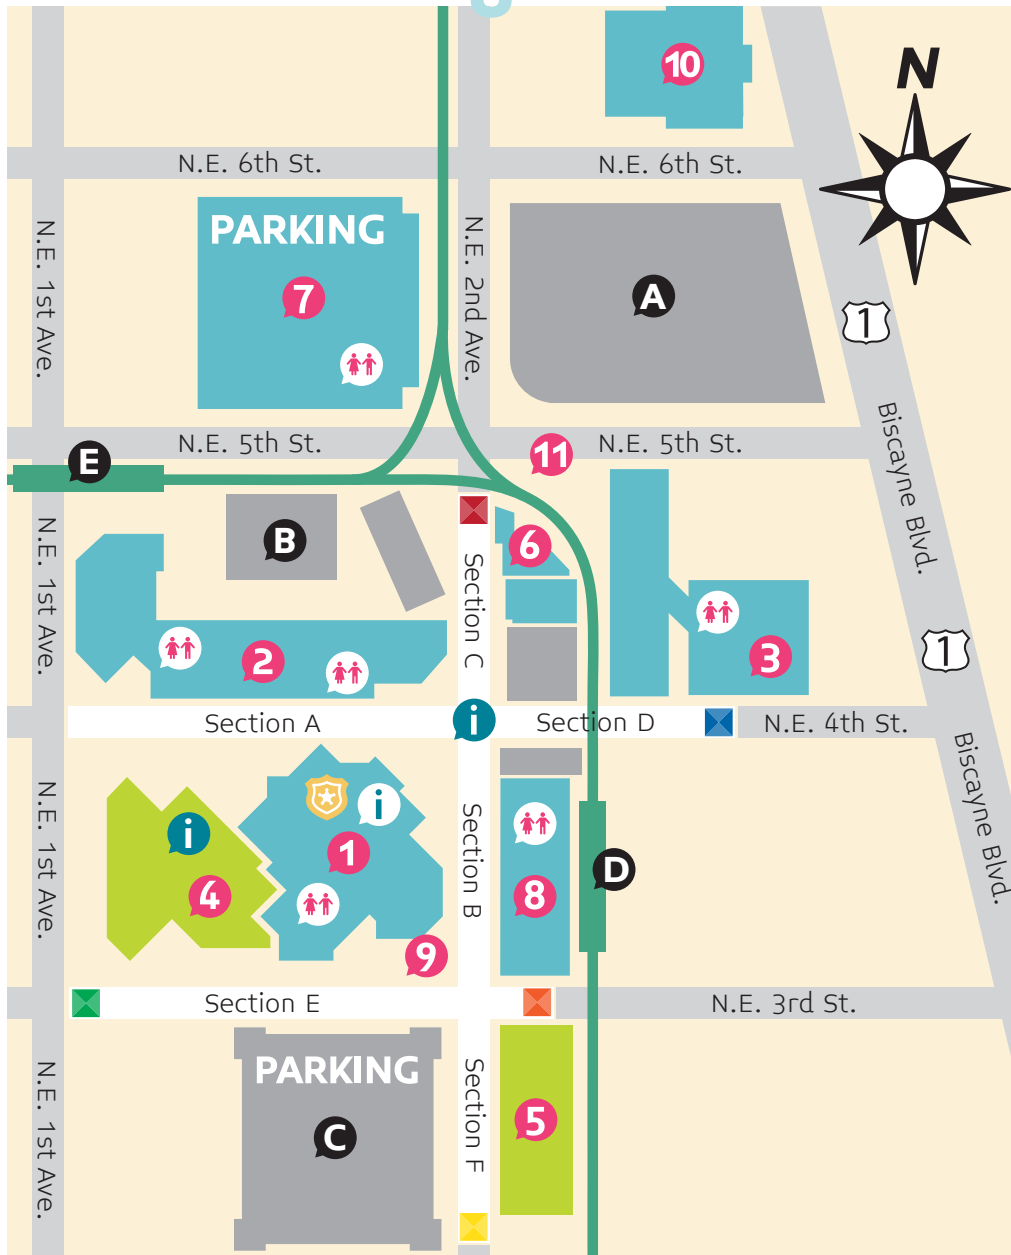 10
N
N.E. 6th St.
N.E. 6th St.
PARKING
7
N.E. 1st Ave.
N.E. 2nd Ave.
A
1
Biscayne Blvd.
N.E. 5th St.
N.E. 5th St.
11
E
B
6
N.E. 1st Ave.
Section C
2
3
1
Section A
i
Section D
N.E. 4th St.
Biscayne Blvd.
i
i
1
4
N.E. 1st Ave.
Section B
8
D
9
Section E
N.E. 3rd St.
PARKING
C
N.E. 1st Ave.
Section F
5